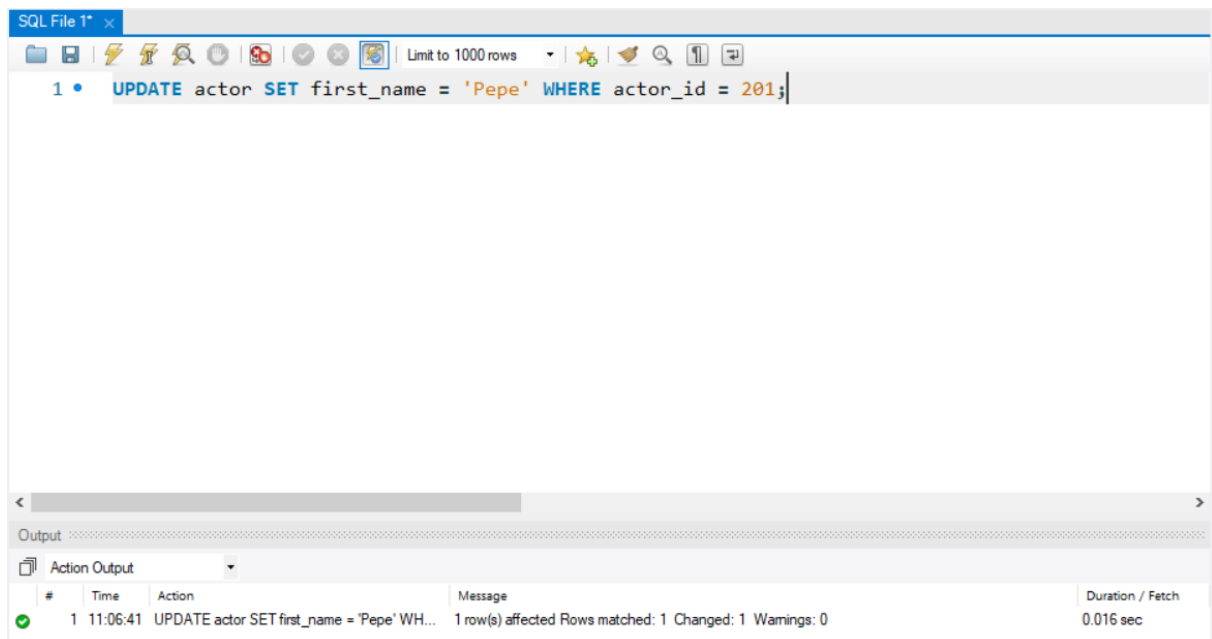 SQL File 1* ×
Limit to 1000 rows
1 UPDATE actor SET first_name = 'Pepe' WHERE actor_id = 201;
Output
Action Output
# Time Action Message Duration / Fetch
1 11:06:41 UPDATE actor SET first_name = 'Pepe' WH... 1 row(s) affected Rows matched: 1 Changed: 1 Warnings: 0 0.016 sec